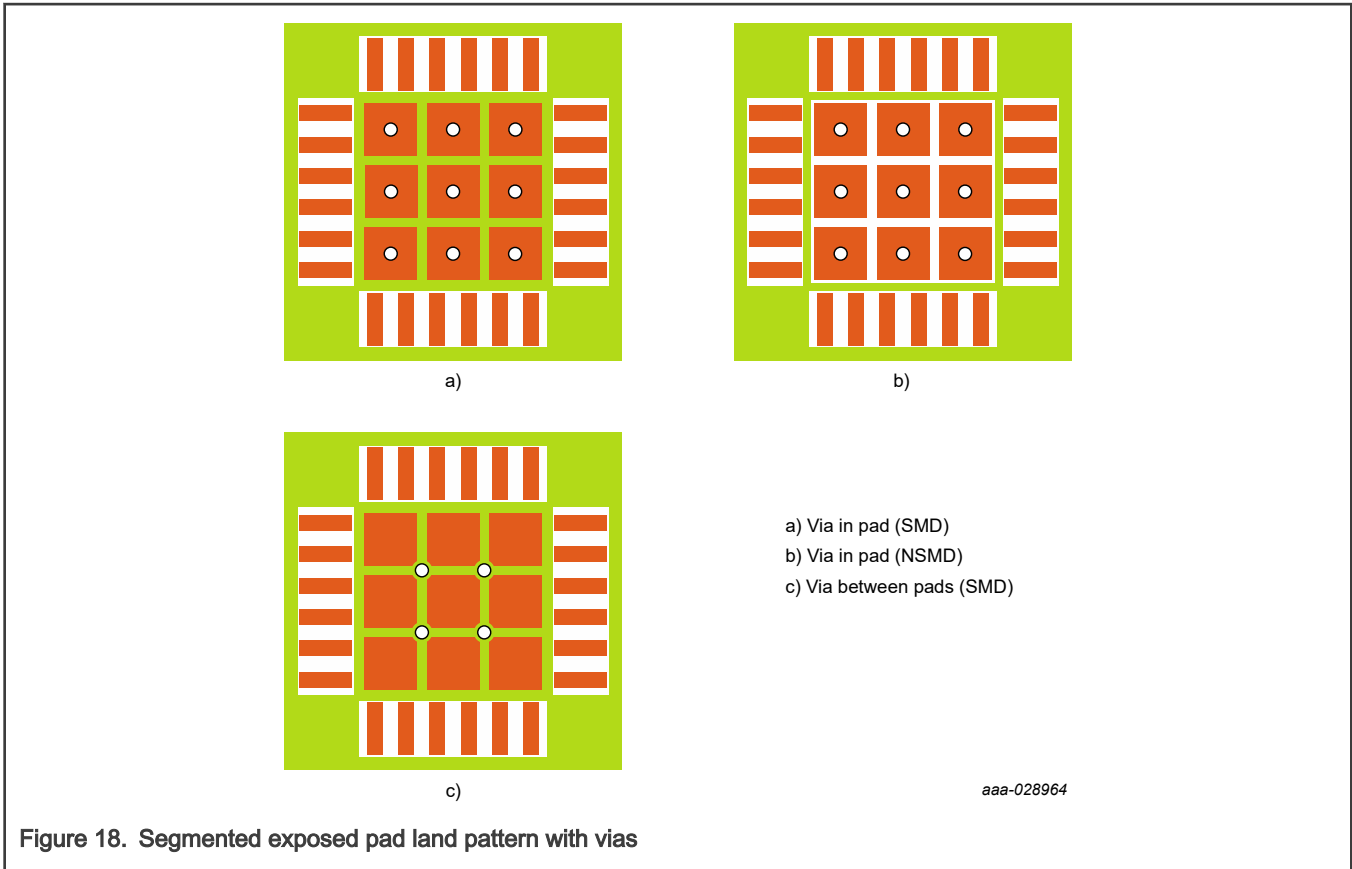 a)
b)
c)
a) Via in pad (SMD)
b) Via in pad (NSMD)
c) Via between pads (SMD)
aaa-028964
Figure 18. Segmented exposed pad land pattern with vias